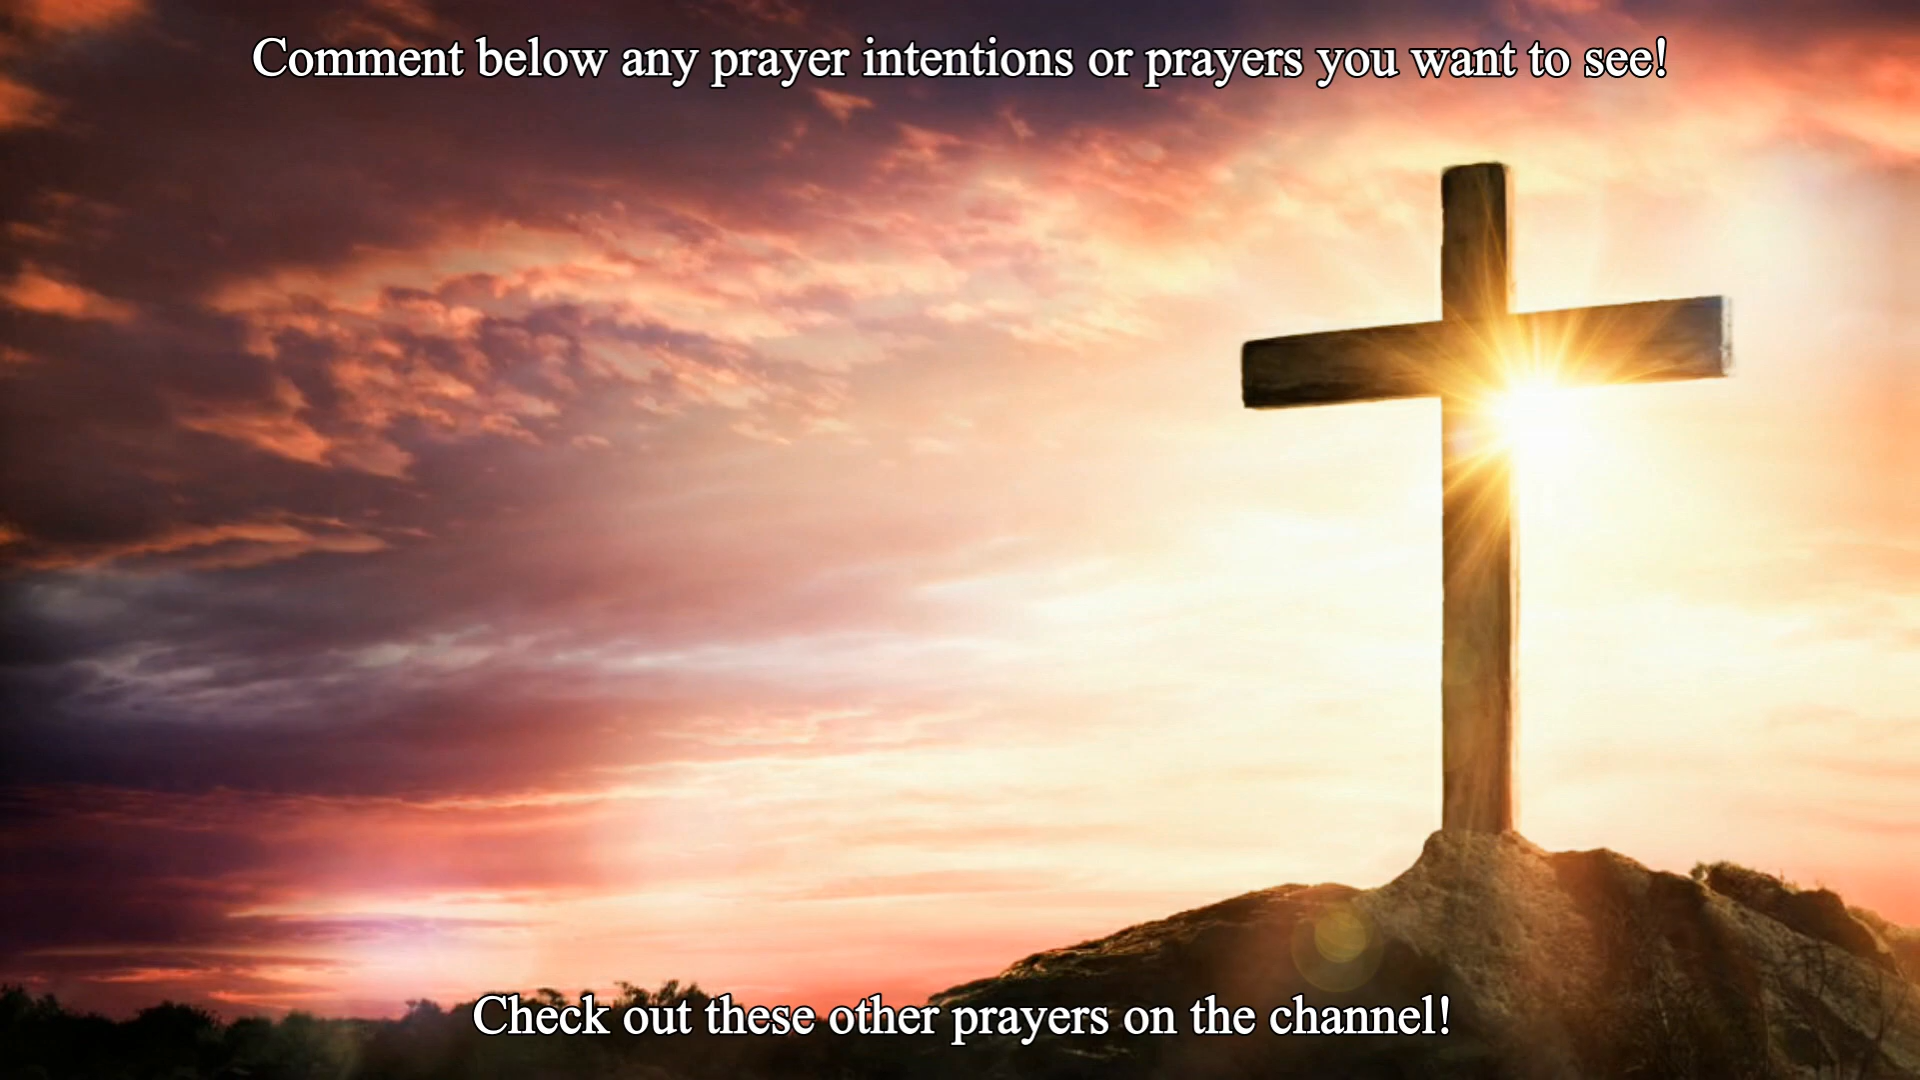 Comment below any prayer intentions or prayers you want to see!
Check out these other prayers on the channel!